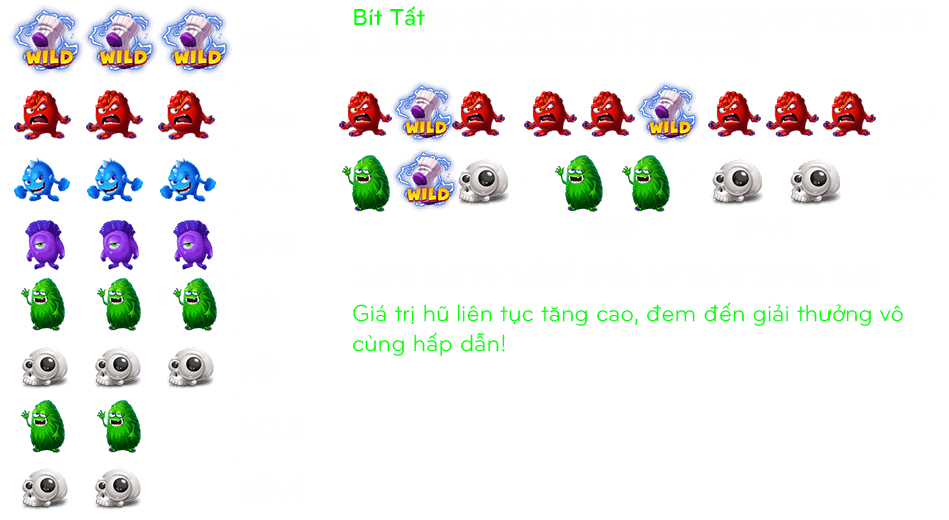 WILD WILD WILD
Bít Tất
WILD WILD
WILD
Giá trị hũ liên tục tăng cao, đem đến giải thưởng vô
cùng hấp dẫn!